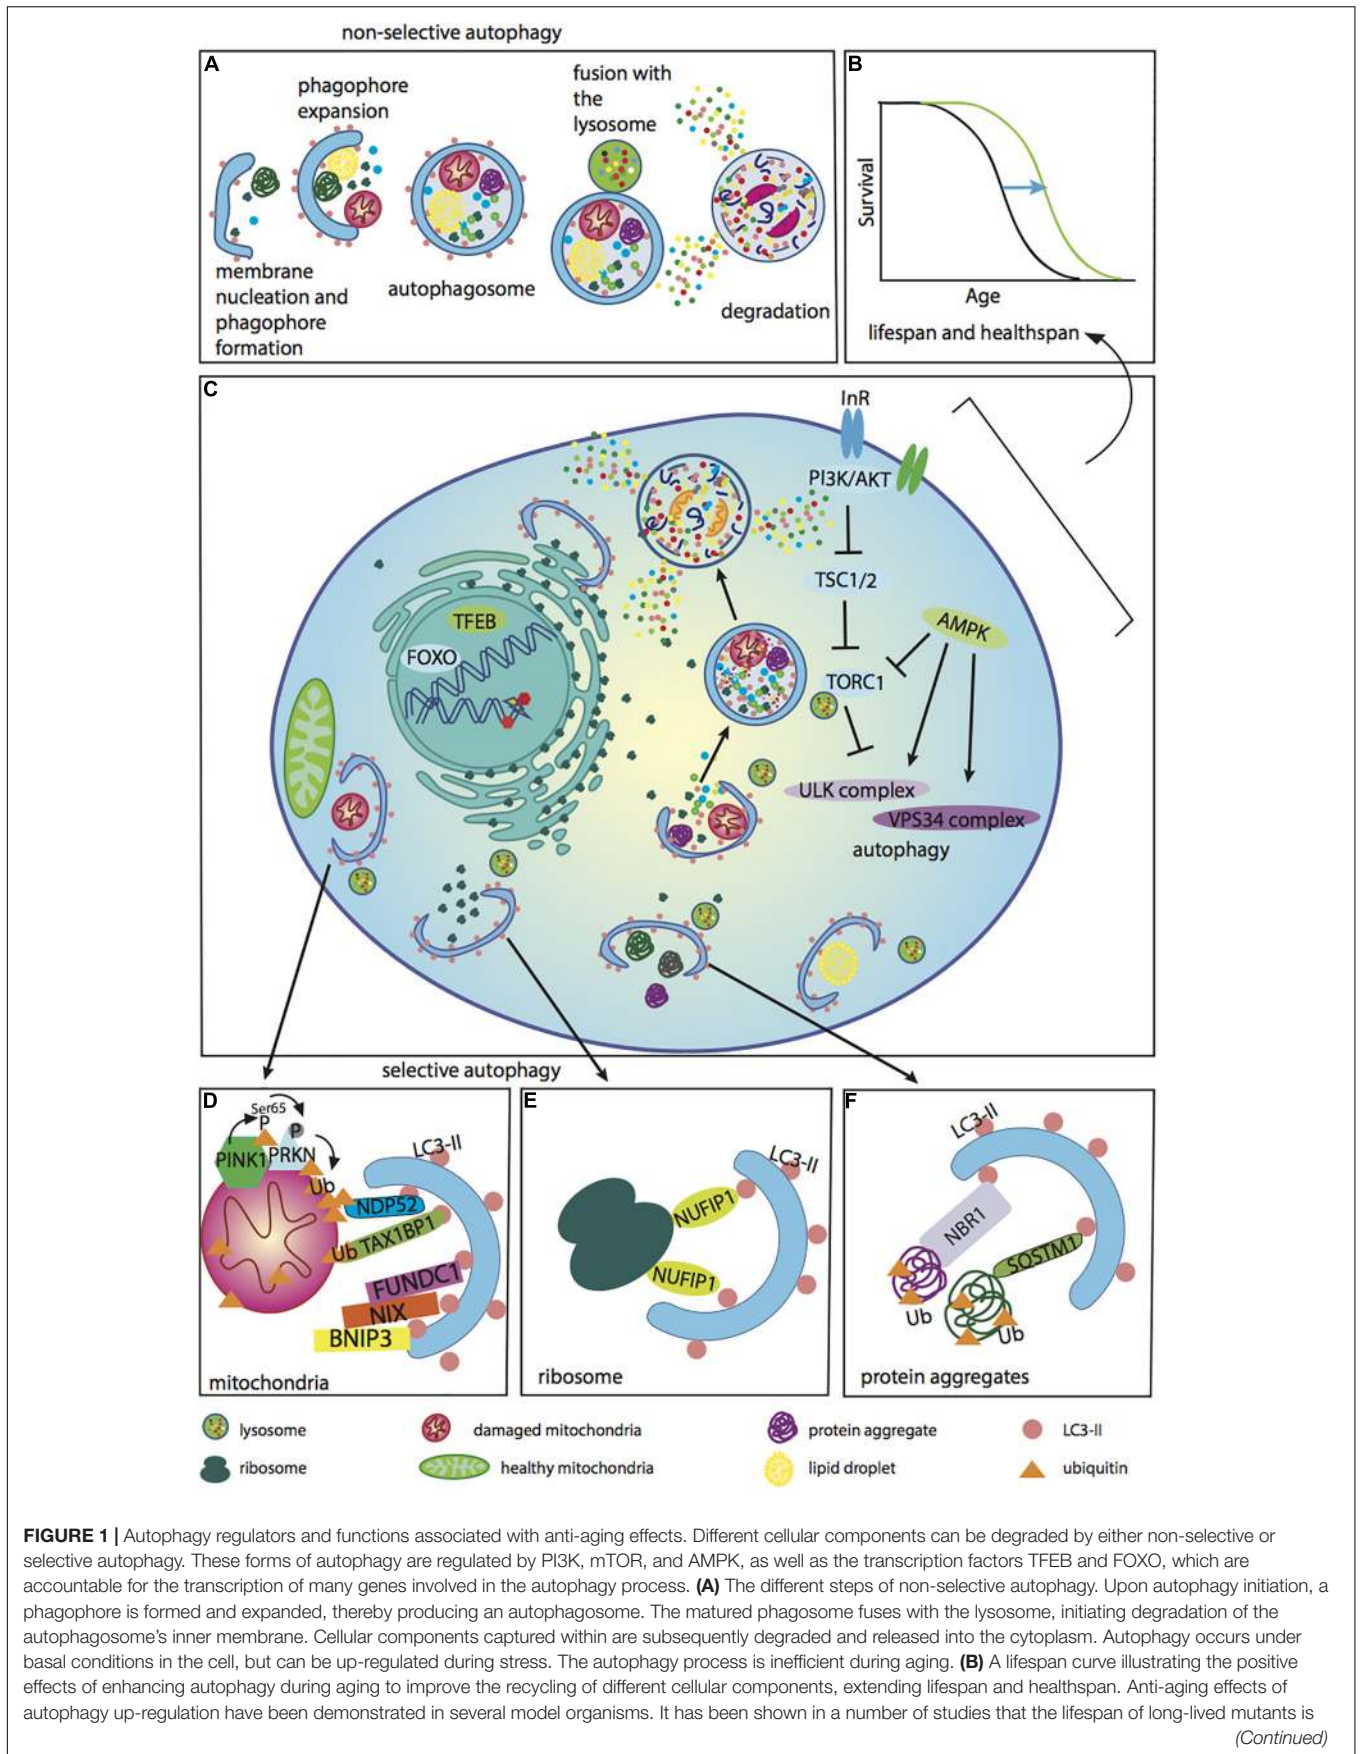 non-selective autophagy
A
phagophore
expansion
fusion with
the
lysosome
membrane
nucleation and
phagophore
formation
autophagosome
degradation
B
Survival
Age
lifespan and healthspan
C
InR
PI3K/AKT
TSC1/2
AMPK
TORC1
TFEB
FOXO
ULK complex
VPS34 complex
autophagy
selective autophagy
D
Ser65
P
P
PINK1
PRKN
Ub
LC3-II
NDP52
Ub
TAX1BP1
FUNDC1
NIX
BNIP3
mitochondria
E
LC3-II
NUFIP1
NUFIP1
ribosome
F
LC3-II
NBR1
SQSTM1
Ub
Ub
protein aggregates
lysosome
damaged mitochondria
protein aggregate
LC3-II
ribosome
healthy mitochondria
lipid droplet
ubiquitin
FIGURE 1 | Autophagy regulators and functions associated with anti-aging effects. Different cellular components can be degraded by either non-selective or
selective autophagy. These forms of autophagy are regulated by PI3K, mTOR, and AMPK, as well as the transcription factors TFEB and FOXO, which are
accountable for the transcription of many genes involved in the autophagy process. (A) The different steps of non-selective autophagy. Upon autophagy initiation, a
phagophore is formed and expanded, thereby producing an autophagosome. The matured phagosome fuses with the lysosome, initiating degradation of the
autophagosome's inner membrane. Cellular components captured within are subsequently degraded and released into the cytoplasm. Autophagy occurs under
basal conditions in the cell, but can be up-regulated during stress. The autophagy process is inefficient during aging. (B) A lifespan curve illustrating the positive
effects of enhancing autophagy during aging to improve the recycling of different cellular components, extending lifespan and healthspan. Anti-aging effects of
autophagy up-regulation have been demonstrated in several model organisms. It has been shown in a number of studies that the lifespan of long-lived mutants is
(Continued)